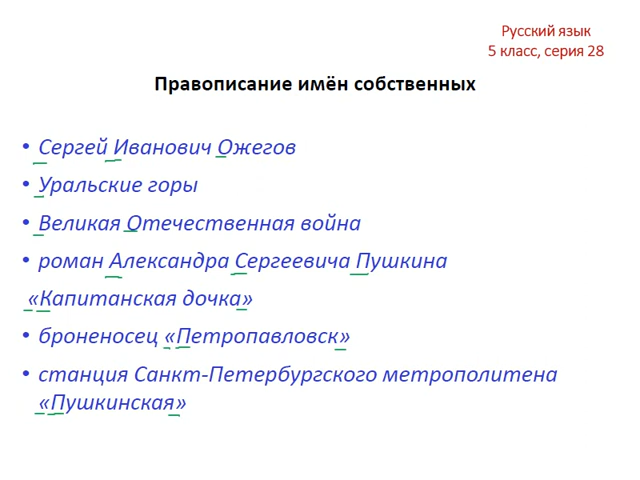 Русский язык
5 класс, серия 28
Правописание имён собственных
• Сергей Иванович Ожегов
• Уральские горы
• Великая Отечественная война
• роман Александра Сергеевича Пушкина
«Капитанская дочка»
• броненосец «Петропавловск»
• станция Санкт-Петербургского метрополитена
«Пушкинская»